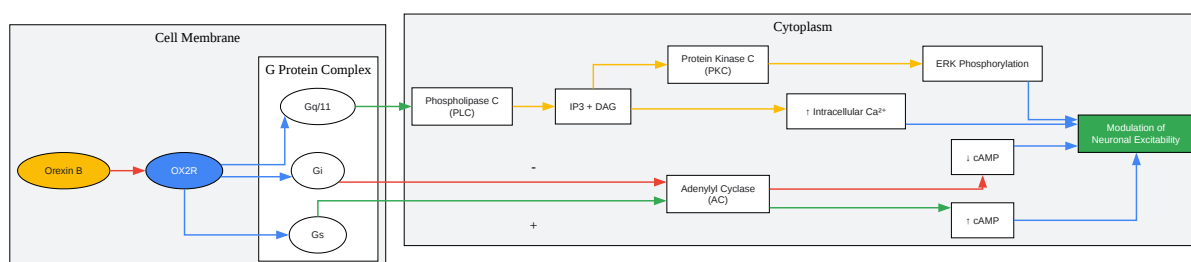 Cell Membrane
G Protein Complex
Orexin B
OX2R
Gq/11
Gi
Gs
Cytoplasm
Phospholipase C
(PLC)
IP3 + DAG
Protein Kinase C
(PKC)
ERK Phosphorylation
↑ Intracellular Ca²⁺
Modulation of
Neuronal Excitability
-
Adenylyl Cyclase
(AC)
+
↓ cAMP
↑ cAMP